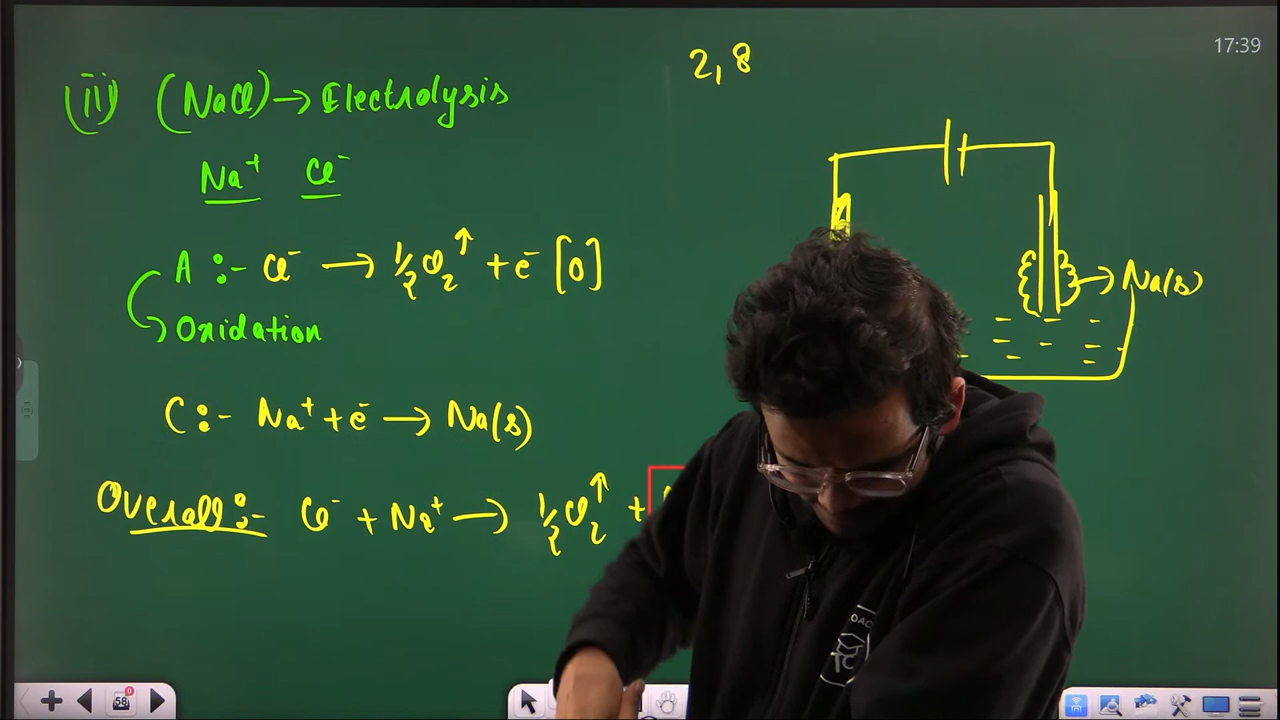 2, 8
17:39
(ii) (NaCl) → Electrolysis
Na⁺ Cl⁻
A :- Cl⁻ → ½Cl₂↑ + e⁻ [O]
Oxidation
→ Na(s)
C :- Na⁺ + e⁻ → Na(s)
Overall :- Cl⁻ + Na⁺ → ½Cl₂↑ +
58